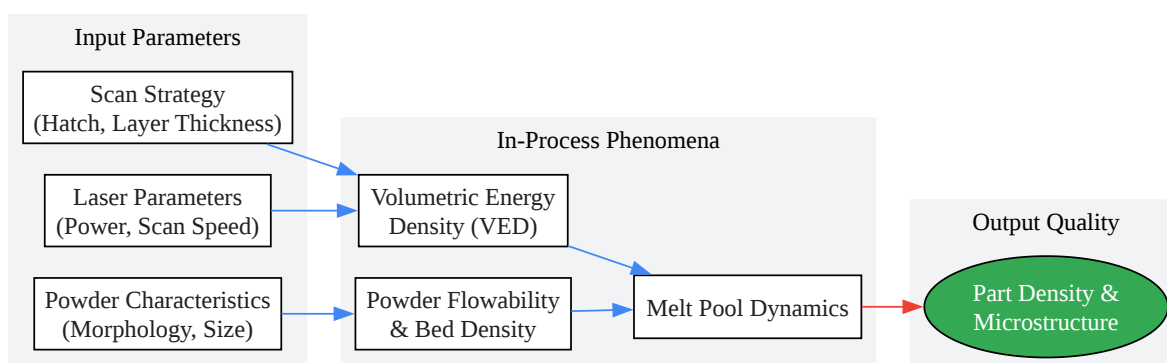 Input Parameters
Scan Strategy
(Hatch, Layer Thickness)
Laser Parameters
(Power, Scan Speed)
Powder Characteristics
(Morphology, Size)
In-Process Phenomena
Volumetric Energy
Density (VED)
Powder Flowability
& Bed Density
Melt Pool Dynamics
Output Quality
Part Density &
Microstructure